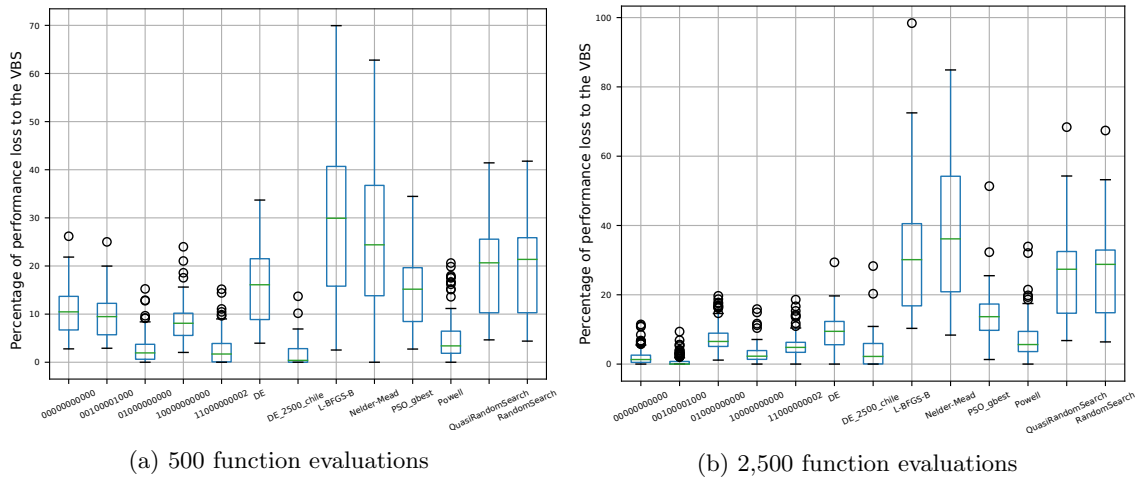 Percentage of performance loss to the VBS
70
60
50
40
30
20
10
0
00000000000
00100001000
01000000000
10000000000
11000000002
DE
DE_2500_chile
L-BFGS-B
Nelder-Mead
PSO_gbest
Powell
QuasiRandomSearch
RandomSearch
(a) 500 function evaluations
Percentage of performance loss to the VBS
100
80
60
40
20
0
00000000000
00100001000
01000000000
10000000000
11000000002
DE
DE_2500_chile
L-BFGS-B
Nelder-Mead
PSO_gbest
Powell
QuasiRandomSearch
RandomSearch
(b) 2,500 function evaluations